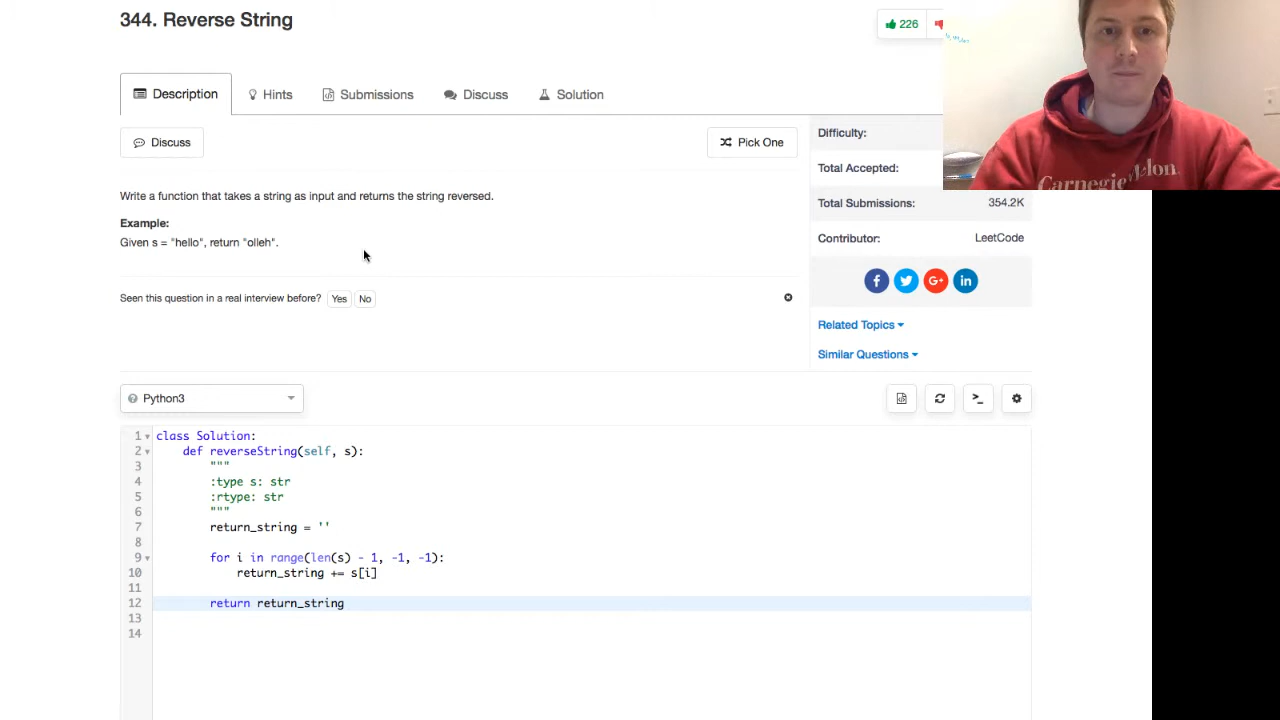 344. Reverse String
226
Description
Hints
Submissions
Discuss
Solution
Discuss
Pick One
Write a function that takes a string as input and returns the string reversed.
Example:
Given s = "hello", return "olleh".
Seen this question in a real interview before? Yes No
Difficulty:
Total Accepted:
Total Submissions: 354.2K
Contributor: LeetCode
Related Topics
Similar Questions
Carnegie Mellon
Python3
1 class Solution:
2 def reverseString(self, s):
3 """
4 :type s: str
5 :rtype: str
6 """
7 return_string = ''
8
9 for i in range(len(s) - 1, -1, -1):
10 return_string += s[i]
11
12 return return_string
13
14